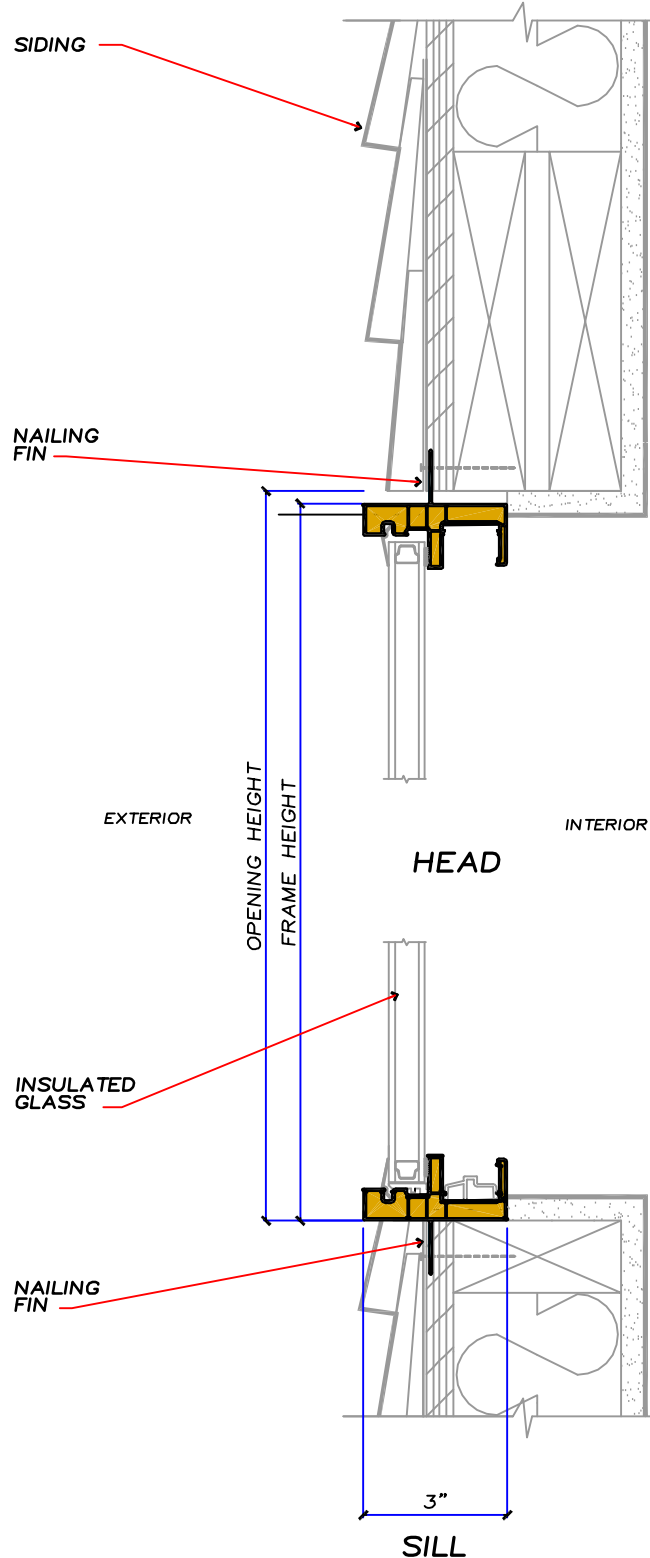 SIDING
NAILING
FIN
OPENING HEIGHT
FRAME HEIGHT
EXTERIOR
INTERIOR
HEAD
INSULATED
GLASS
NAILING
FIN
3"
SILL